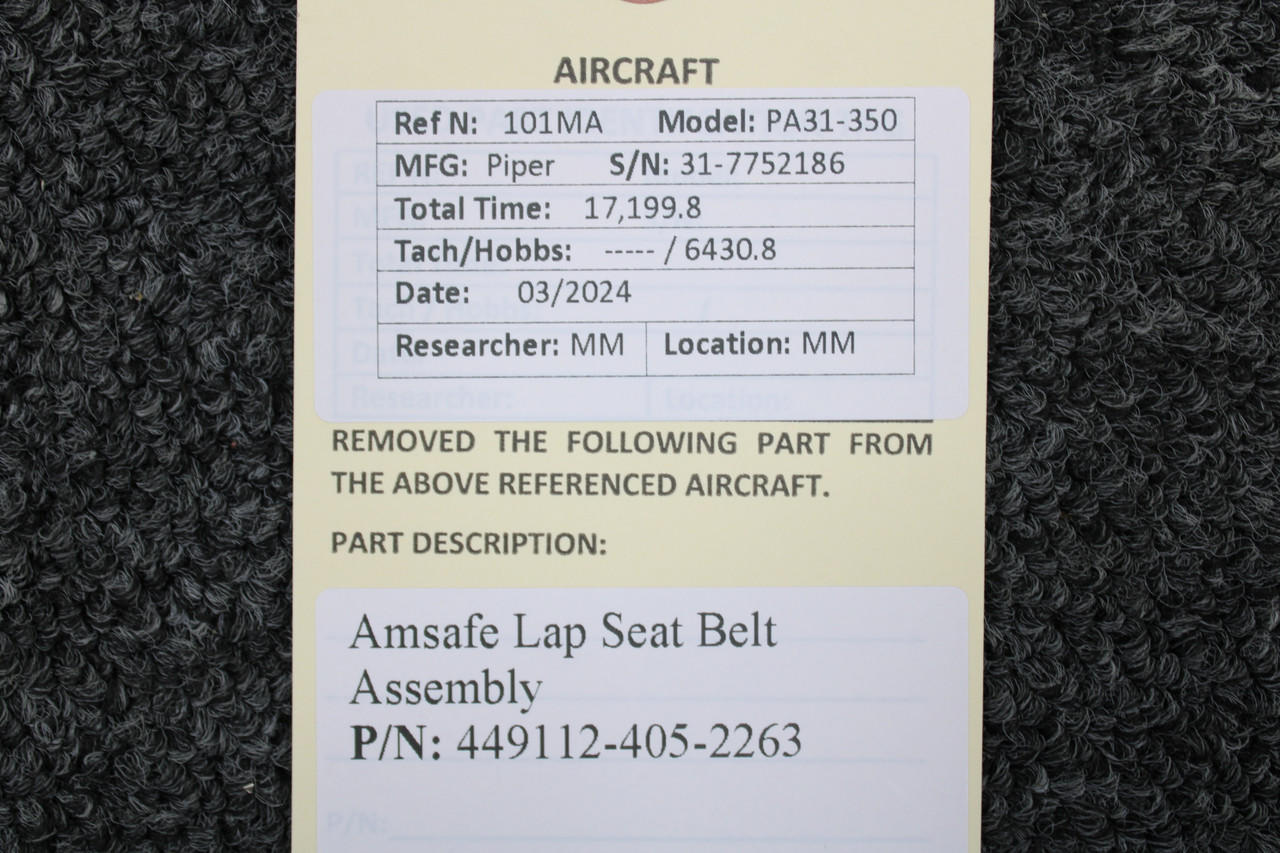 AIRCRAFT
Ref N: 101MA Model: PA31-350
MFG: Piper S/N: 31-7752186
Total Time: 17,199.8
Tach/Hobbs: ----- / 6430.8
Date: 03/2024
Researcher: MM Location: MM
Researcher: Location:
REMOVED THE FOLLOWING PART FROM
THE ABOVE REFERENCED AIRCRAFT.
PART DESCRIPTION:
Amsafe Lap Seat Belt
Assembly
P/N: 449112-405-2263
P/N: